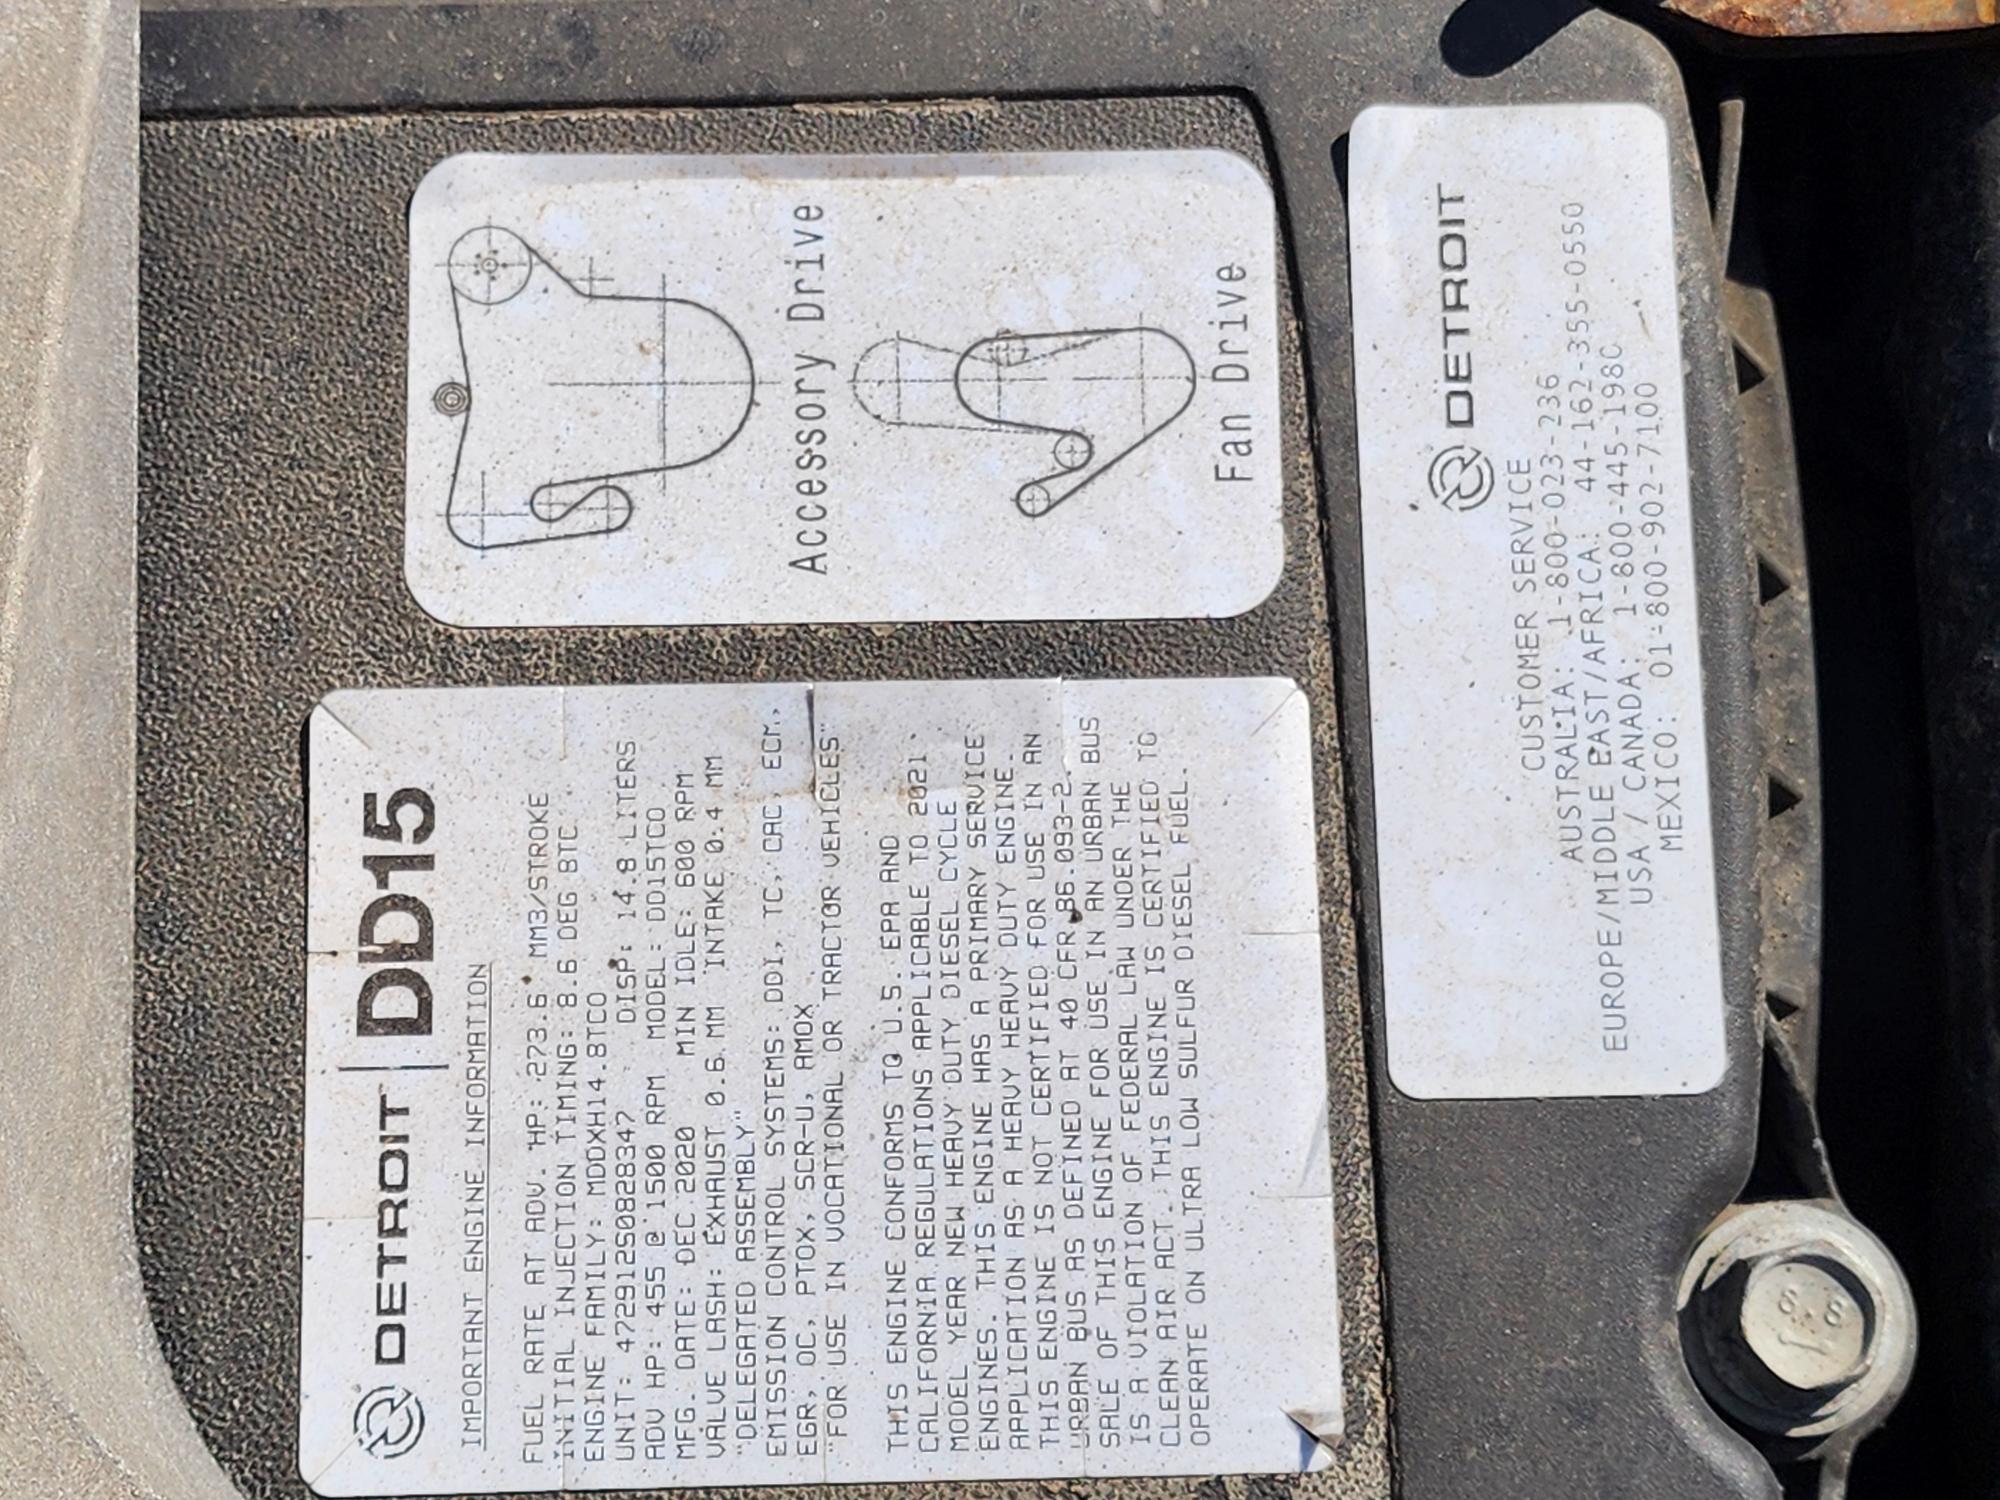 DETROIT | DD15
IMPORTANT ENGINE INFORMATION
FUEL RATE AT ADV. HP: 273.6 MM3/STROKE
INITIAL INJECTION TIMING: 8.6 DEG BTC
ENGINE FAMILY: MDDXH14.8TCO
UNIT: 472912S0828347 DISP: 14.8 LITERS
ADV HP: 455 @ 1500 RPM MODEL: DD15TCO
MFG. DATE: DEC 2020 MIN IDLE: 600 RPM
VALVE LASH: EXHAUST 0.6 MM INTAKE 0.4 MM
"DELEGATED ASSEMBLY"
EMISSION CONTROL SYSTEMS: DDI, TC, CAC, ECM,
EGR, OC, PTOX, SCR-U, AMOX
"FOR USE IN VOCATIONAL OR TRACTOR VEHICLES"
THIS ENGINE CONFORMS TO U.S. EPA AND
CALIFORNIA REGULATIONS APPLICABLE TO 2021
MODEL YEAR NEW HEAVY DUTY DIESEL CYCLE
ENGINES. THIS ENGINE HAS A PRIMARY SERVICE
APPLICATION AS A HEAVY HEAVY DUTY ENGINE.
THIS ENGINE IS NOT CERTIFIED FOR USE IN AN
URBAN BUS AS DEFINED AT 40 CFR 86.093-2.
SALE OF THIS ENGINE FOR USE IN AN URBAN BUS
IS A VIOLATION OF FEDERAL LAW UNDER THE
CLEAN AIR ACT. THIS ENGINE IS CERTIFIED TO
OPERATE ON ULTRA LOW SULFUR DIESEL FUEL.
Accessory Drive
Fan Drive
DETROIT
CUSTOMER SERVICE
AUSTRALIA: 1-800-023-236
EUROPE/MIDDLE EAST/AFRICA: 44-162-355-0550
USA / CANADA: 1-800-445-1980
MEXICO: 01-800-902-7100
8.8